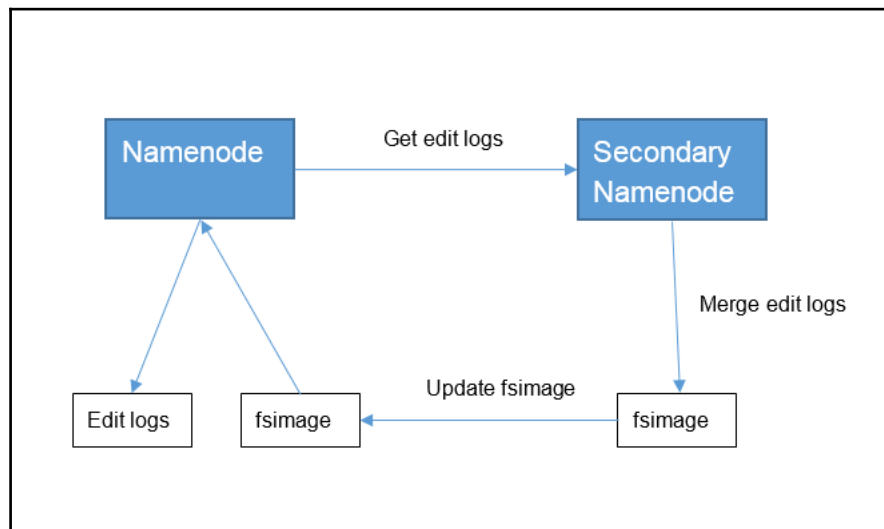 Namenode
Get edit logs
Secondary
Namenode
Merge edit logs
Update fsimage
Edit logs
fsimage
fsimage